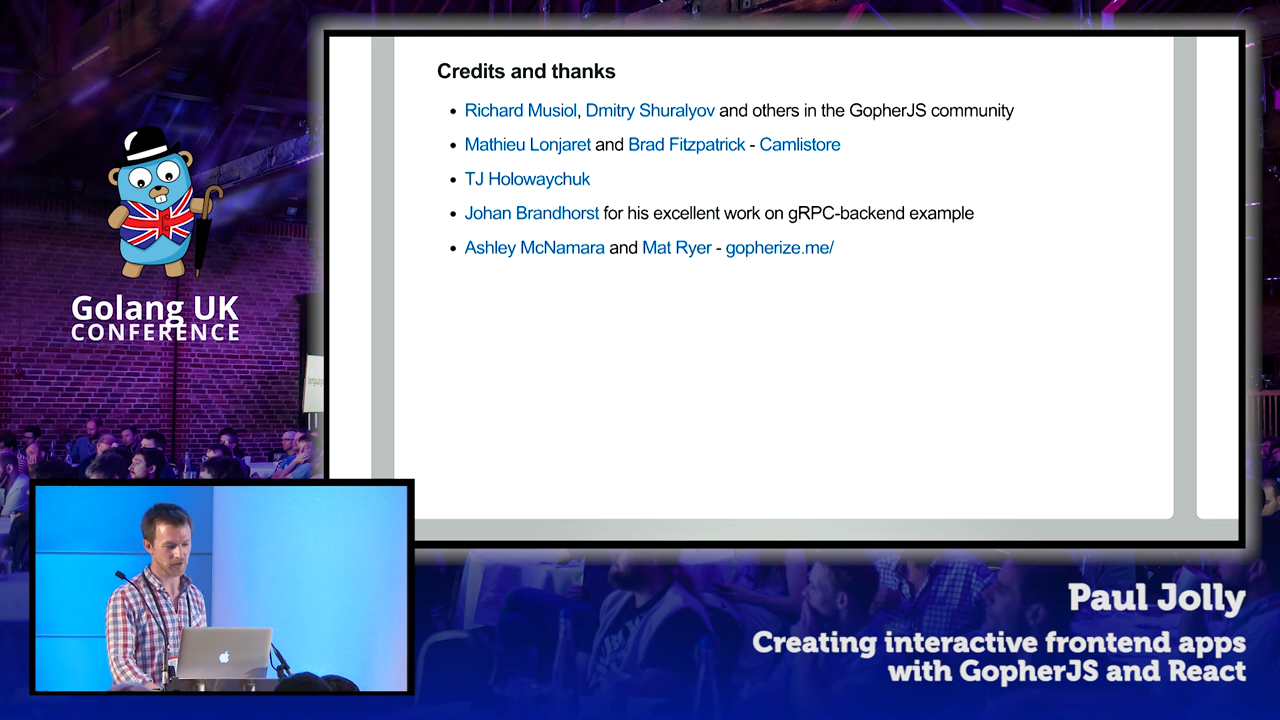 Credits and thanks
Richard Musiol, Dmitry Shuralyov and others in the GopherJS community
Mathieu Lonjaret and Brad Fitzpatrick - Camlistore
TJ Holowaychuk
Johan Brandhorst for his excellent work on gRPC-backend example
Ashley McNamara and Mat Ryer - gopherize.me/
Golang UK
CONFERENCE
Paul Jolly
Creating interactive frontend apps
with GopherJS and React